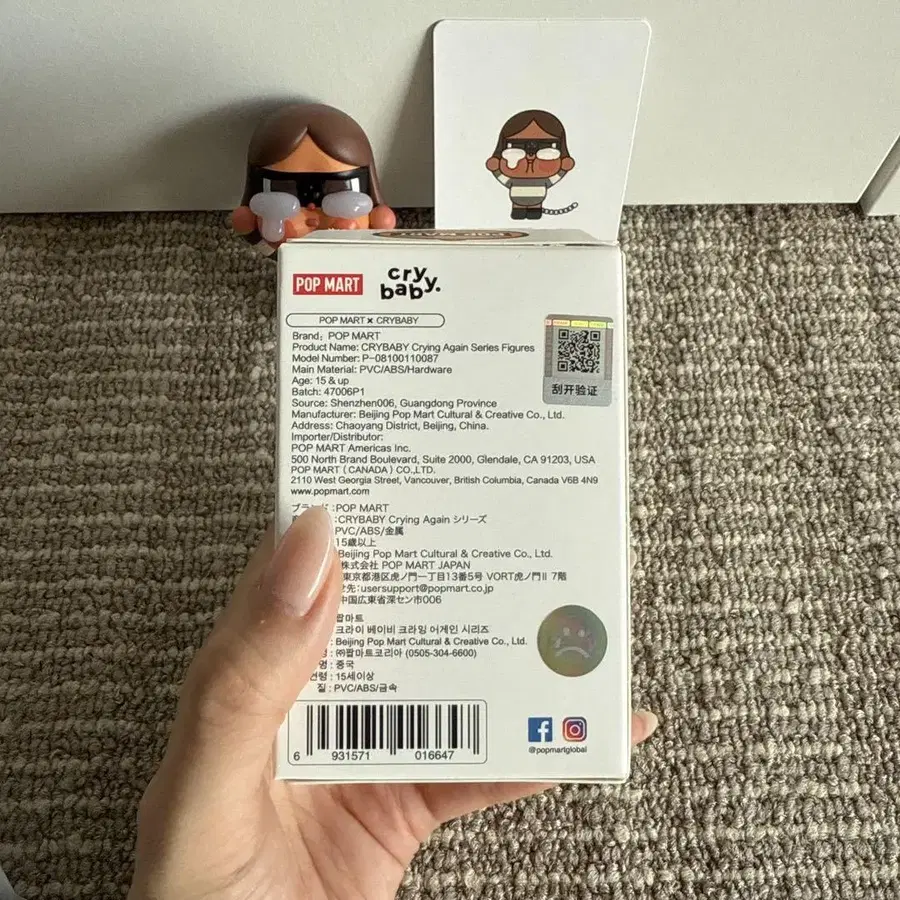 POP MART
cry
baby.
POP MART × CRYBABY
Brand: POP MART
Product Name: CRYBABY Crying Again Series Figures
Model Number: P-08100110087
Main Material: PVC/ABS/Hardware
Age: 15 & up
Batch: 47006P1
Source: Shenzhen006, Guangdong Province
Manufacturer: Beijing Pop Mart Cultural & Creative Co., Ltd.
Address: Chaoyang District, Beijing, China.
Importer/Distributor:
POP MART Americas Inc.
500 North Brand Boulevard, Suite 2000, Glendale, CA 91203, USA
POP MART (CANADA) CO.,LTD.
2110 West Georgia Street, Vancouver, British Columbia, Canada V6B 4N9
www.popmart.com
刮开验证
:POP MART
:CRYBABY Crying Again シリーズ
PVC/ABS/金属
15歳以上
Beijing Pop Mart Cultural & Creative Co., Ltd.
株式会社 POP MART JAPAN
東京都港区虎ノ門一丁目13番5号 VORT虎ノ門II 7階
先:usersupport@popmart.co.jp
中国広東省深セン市006
팝마트
크라이 베이비 크라잉 어게인 시리즈
: Beijing Pop Mart Cultural & Creative Co., Ltd.
: ㈜팝마트코리아 (0505-304-6600)
명 : 중국
연령 : 15세이상
질 : PVC/ABS/금속
6 931571 016647
@popmartglobal